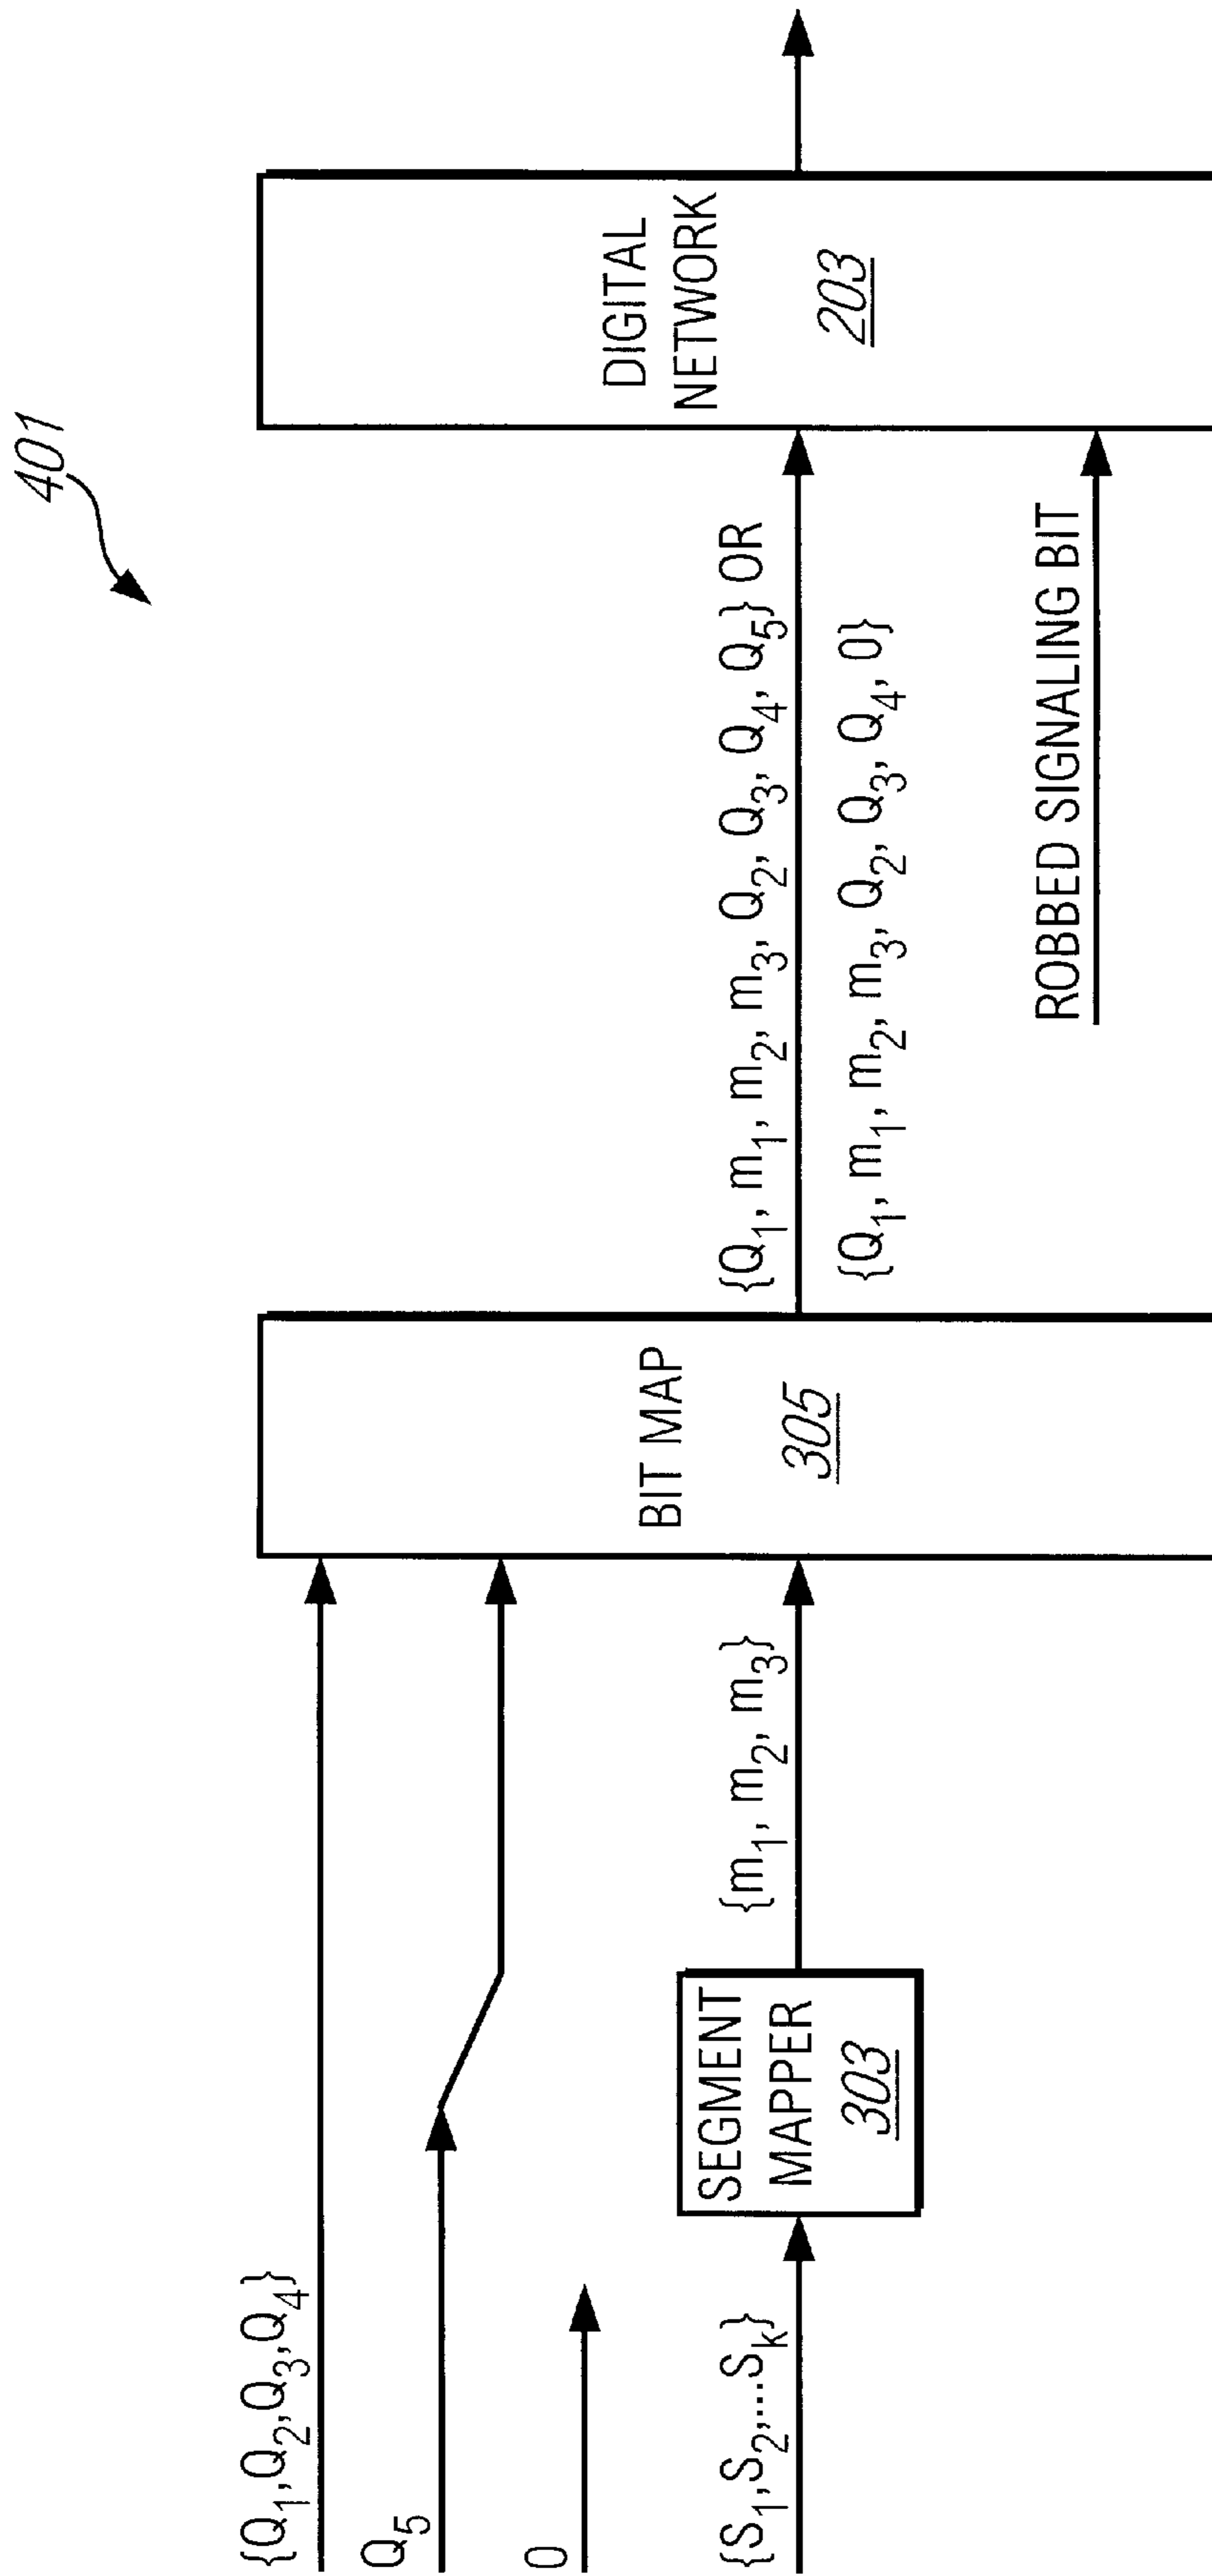 401
{Q1,Q2,Q3,Q4}
Q5
0
{S1,S2,...Sk}
SEGMENT
MAPPER
303
{m1, m2, m3}
BIT MAP
305
{Q1, m1, m2, m3, Q2, Q3, Q4, Q5} OR
{Q1, m1, m2, m3, Q2, Q3, Q4, 0}
ROBBED SIGNALING BIT
DIGITAL
NETWORK
203